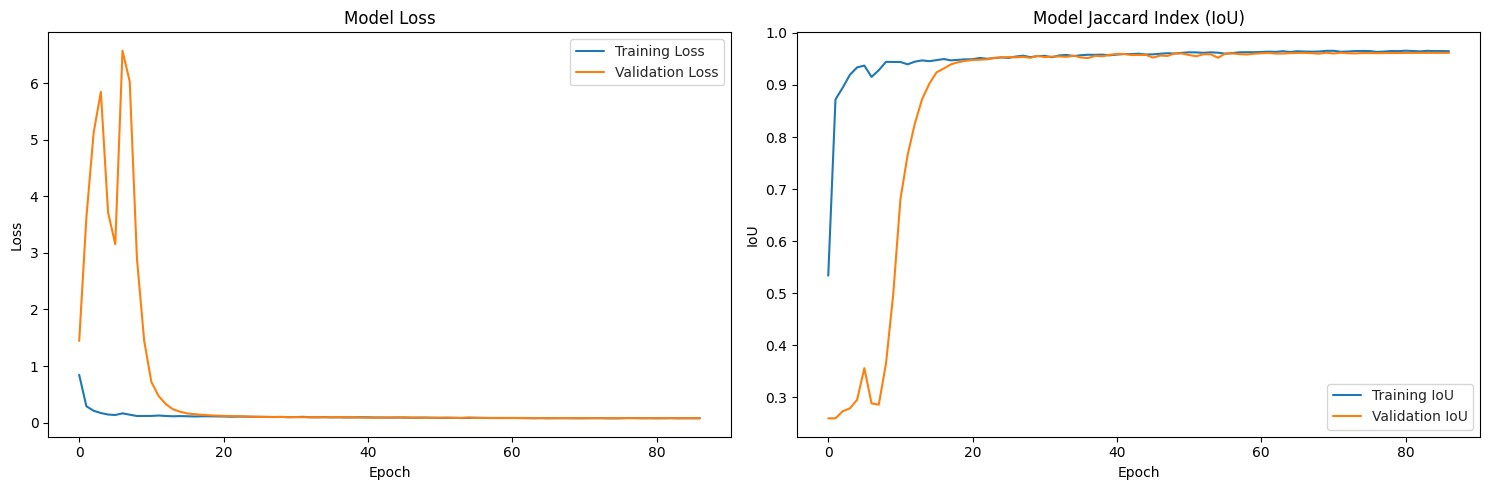 Model Loss
Training Loss
Validation Loss
6
5
4
3
2
1
0
Loss
0 20 40 60 80
Epoch
Model Jaccard Index (IoU)
1.0
0.9
0.8
0.7
0.6
0.5
0.4
0.3
IoU
Training IoU
Validation IoU
0 20 40 60 80
Epoch